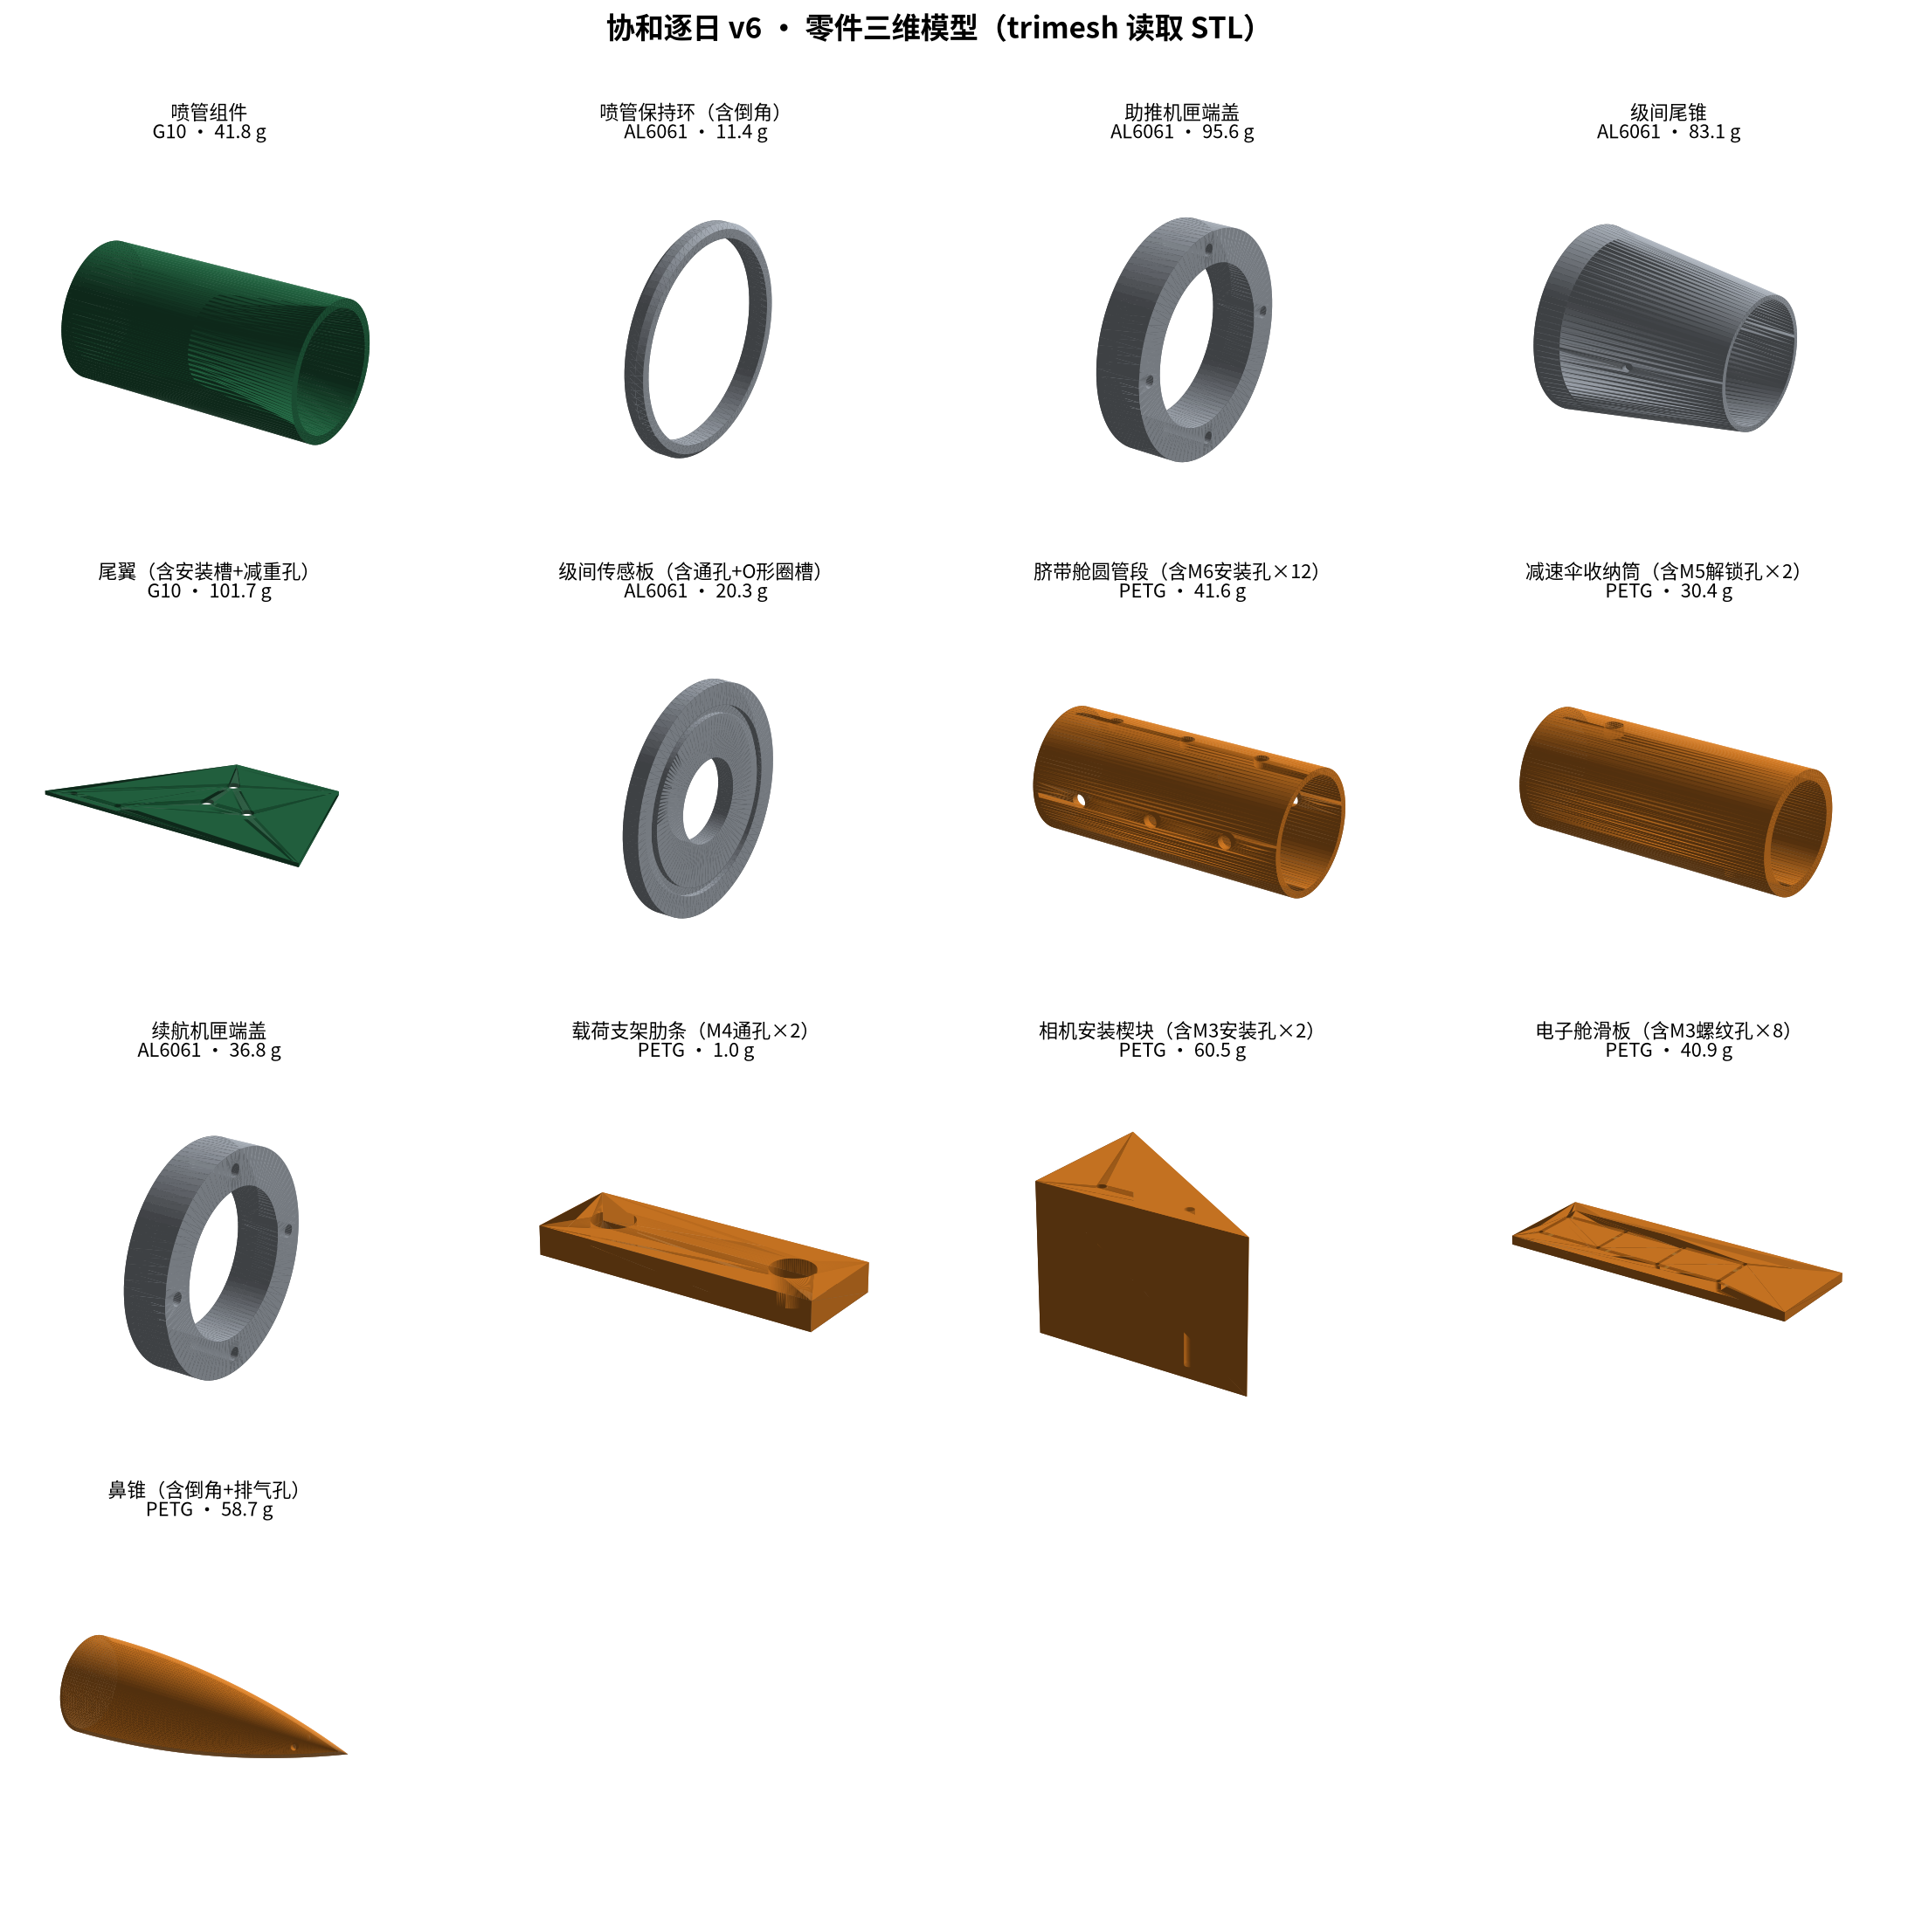 协和逐日 v6 · 零件三维模型（trimesh 读取 STL）
喷管组件
G10 · 41.8 g
喷管保持环（含倒角）
AL6061 · 11.4 g
助推机匣端盖
AL6061 · 95.6 g
级间尾锥
AL6061 · 83.1 g
尾翼（含安装槽+减重孔）
G10 · 101.7 g
级间传感板（含通孔+O形圈槽）
AL6061 · 20.3 g
脐带舱圆管段（含M6安装孔×12）
PETG · 41.6 g
减速伞收纳筒（含M5解锁孔×2）
PETG · 30.4 g
续航机匣端盖
AL6061 · 36.8 g
载荷支架肋条（M4通孔×2）
PETG · 1.0 g
相机安装楔块（含M3安装孔×2）
PETG · 60.5 g
电子舱滑板（含M3螺纹孔×8）
PETG · 40.9 g
鼻锥（含倒角+排气孔）
PETG · 58.7 g